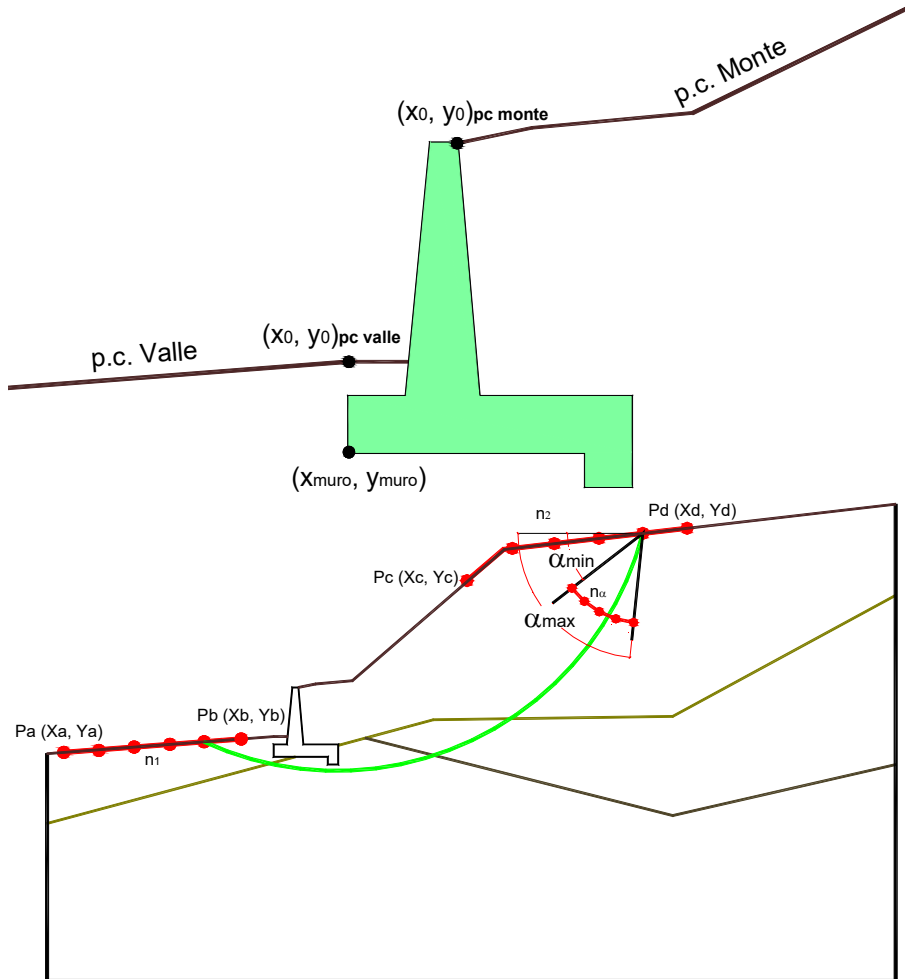 p.c. Monte
(x0, y0)pc monte
(x0, y0)pc valle
p.c. Valle
(xmuro, ymuro)
n2
Pd (Xd, Yd)
Pc (Xc, Yc)
αmin
nα
αmax
Pa (Xa, Ya)
Pb (Xb, Yb)
n1